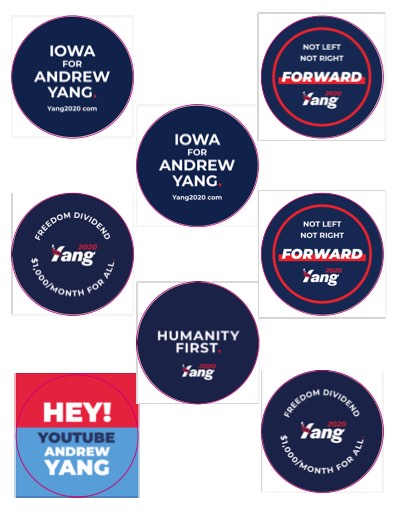 IOWA
FOR
ANDREW
YANG.
Yang2020.com
NOT LEFT
NOT RIGHT
FORWARD
2020
Yang
IOWA
FOR
ANDREW
YANG.
Yang2020.com
FREEDOM DIVIDEND
2020
Yang
$1,000/MONTH FOR ALL
NOT LEFT
NOT RIGHT
FORWARD
2020
Yang
HUMANITY
FIRST.
2020
Yang
HEY!
YOUTUBE
ANDREW
YANG
FREEDOM DIVIDEND
2020
Yang
$1,000/MONTH FOR ALL